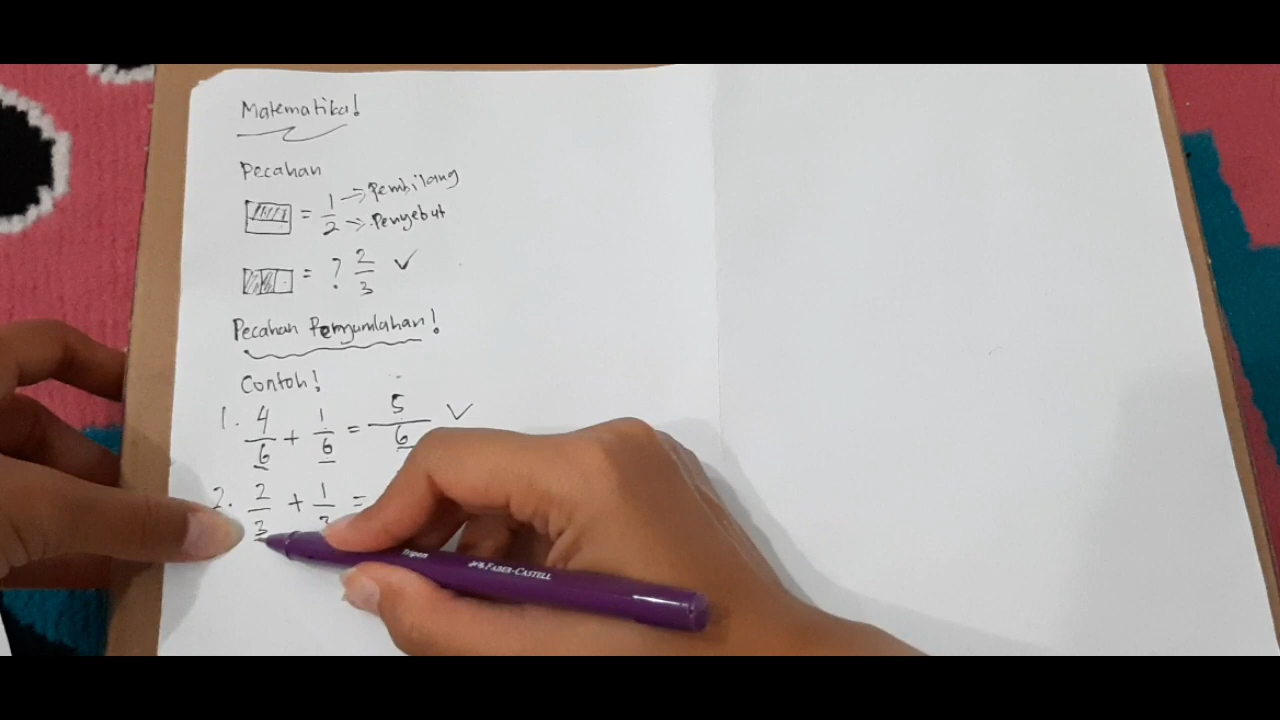 Matematika!
Pecahan
= 1/2 → Pembilang
→ Penyebut
= ? 2/3 ✓
Pecahan Penjumlahan!
Contoh!
1. 4/6 + 1/6 = 5/6 ✓
2. 2/3 + 1/3 =
Tripen FABER-CASTELL